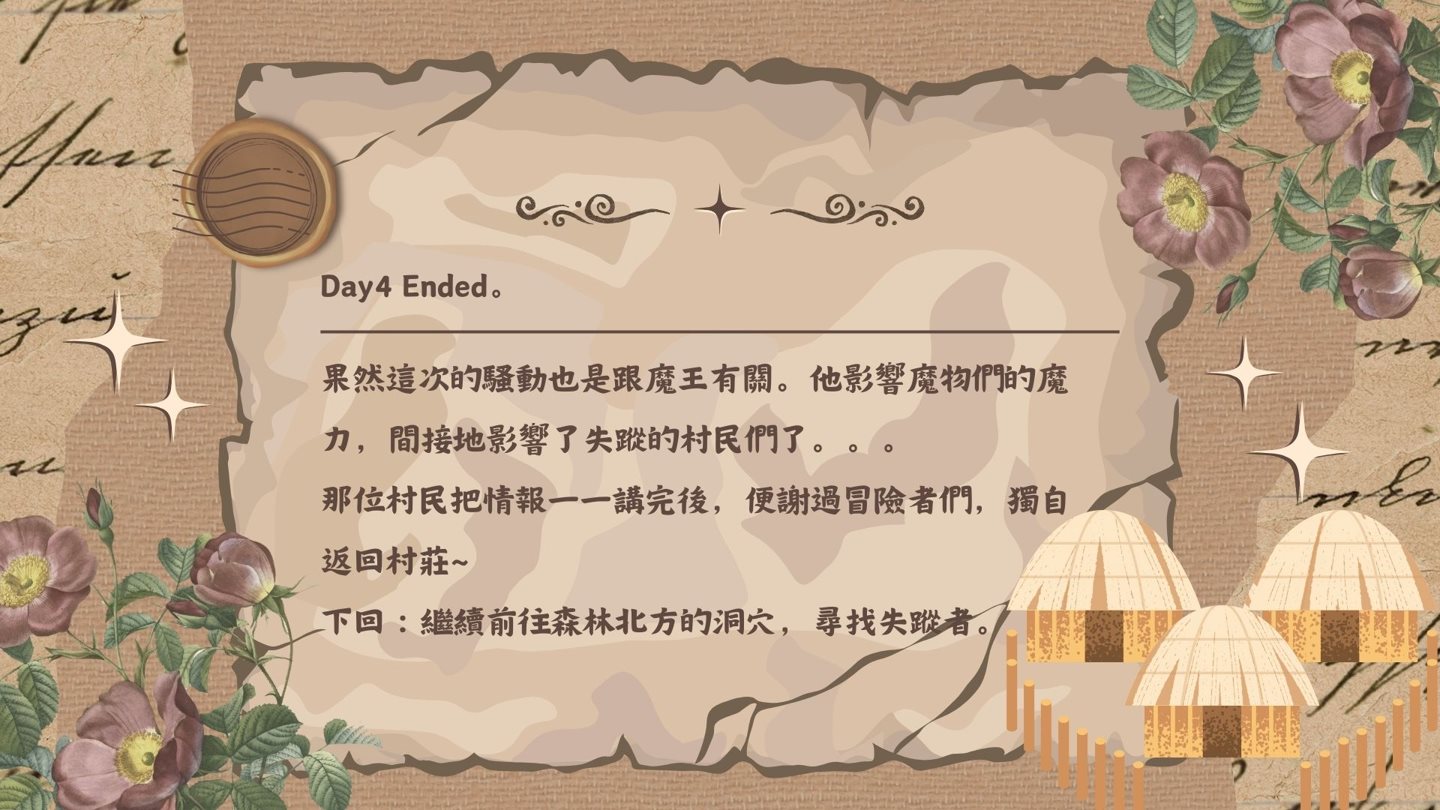 Day4 Ended。
果然這次的騷動也是跟魔王有關。他影響魔物們的魔
力，間接地影響了失蹤的村民們了。。。
那位村民把情報一一講完後，便謝過冒險者們，獨自
返回村莊~
下回：繼續前往森林北方的洞穴，尋找失蹤者。